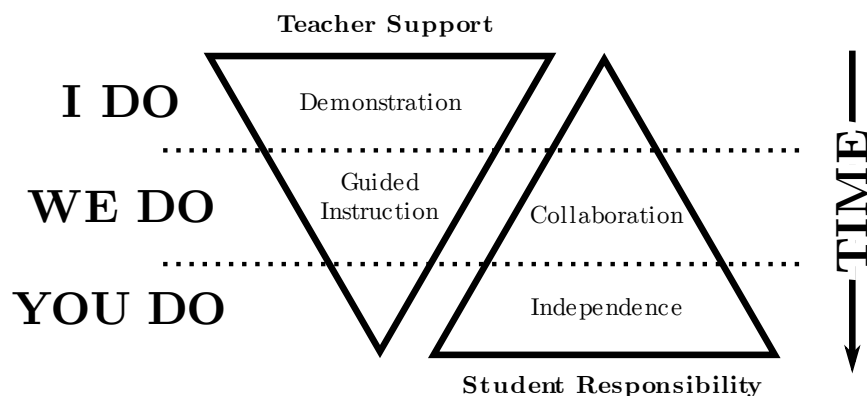 Teacher Support
I DO
Demonstration
WE DO
Guided
Instruction
Collaboration
YOU DO
Independence
Student Responsibility
TIME